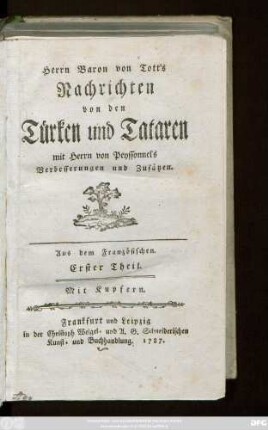 Herrn Baron von Tott's
Nachrichten
von den
Türken und Tataren
mit Herrn von Peyssonnel's
Verbesserungen und Zusätzen.
Aus dem Französischen.
Erster Theil.
Mit Kupfern.
Frankfurt und Leipzig
in der Christoph Weigel- und A. G. Schneiderischen
Kunst- und Buchhandlung. 1787.